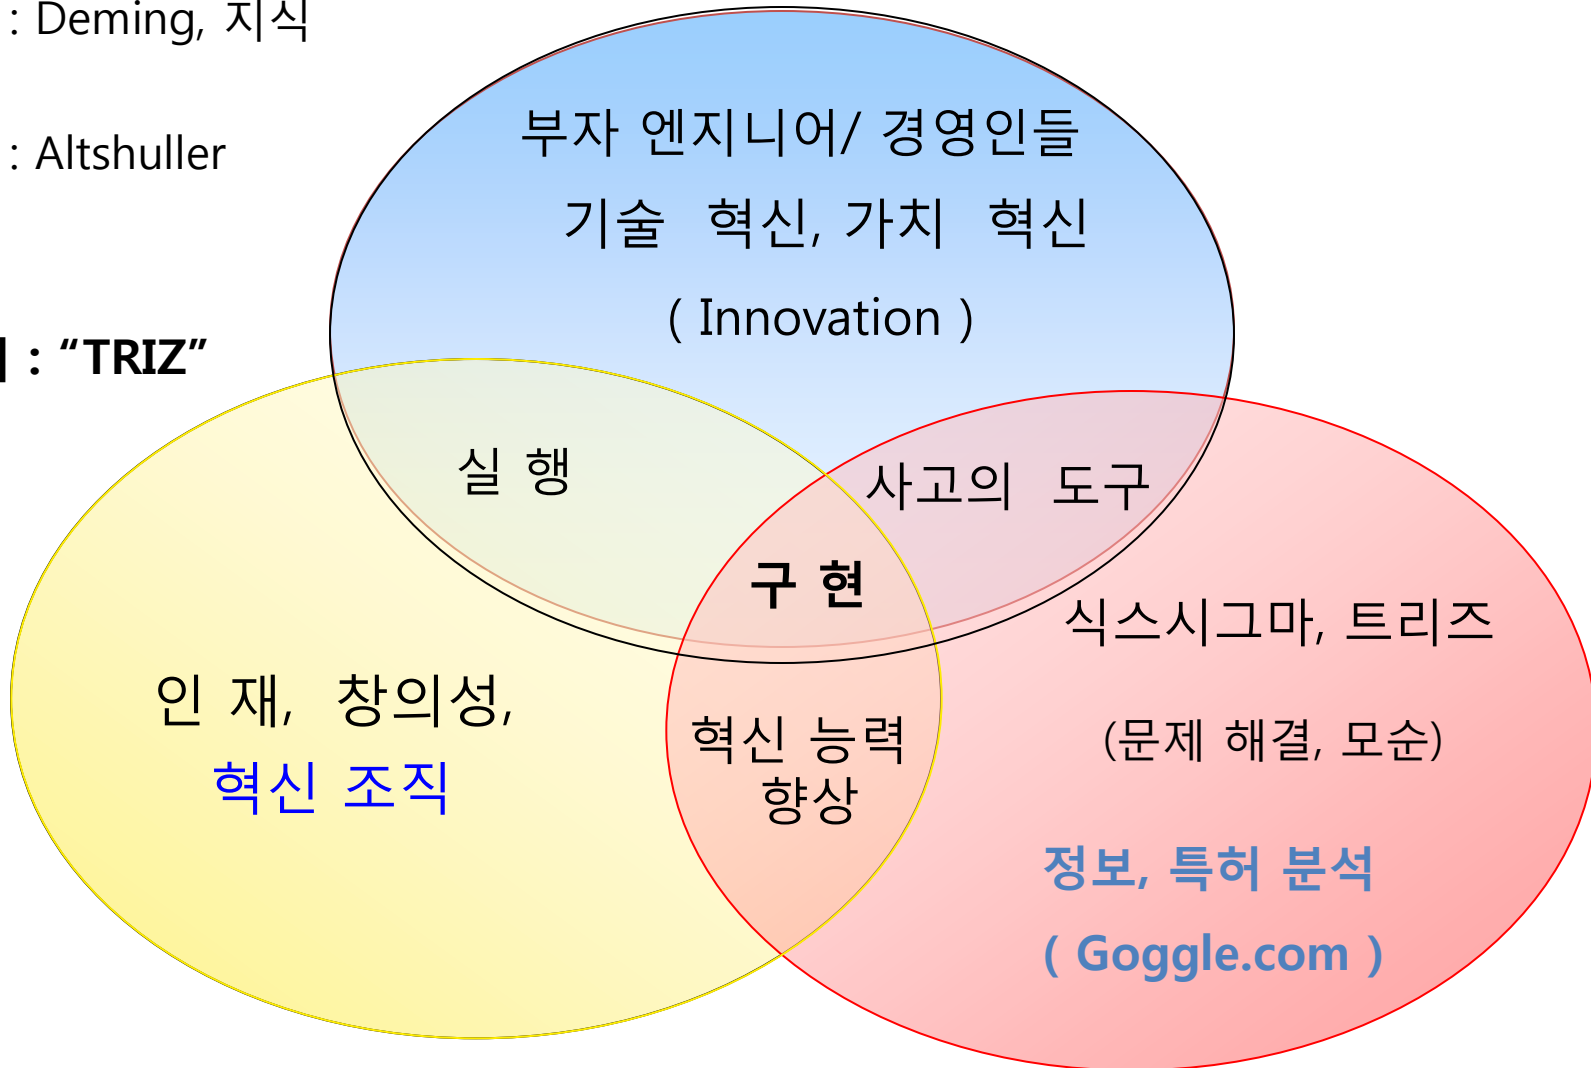 : Deming, 지식
: Altshuller
: “TRIZ”
부자 엔지니어/ 경영인들
기술 혁신, 가치 혁신
( Innovation )
실 행
사고의 도구
구 현
인 재, 창의성,
혁신 조직
혁신 능력
향상
식스시그마, 트리즈
(문제 해결, 모순)
정보, 특허 분석
( Goggle.com )